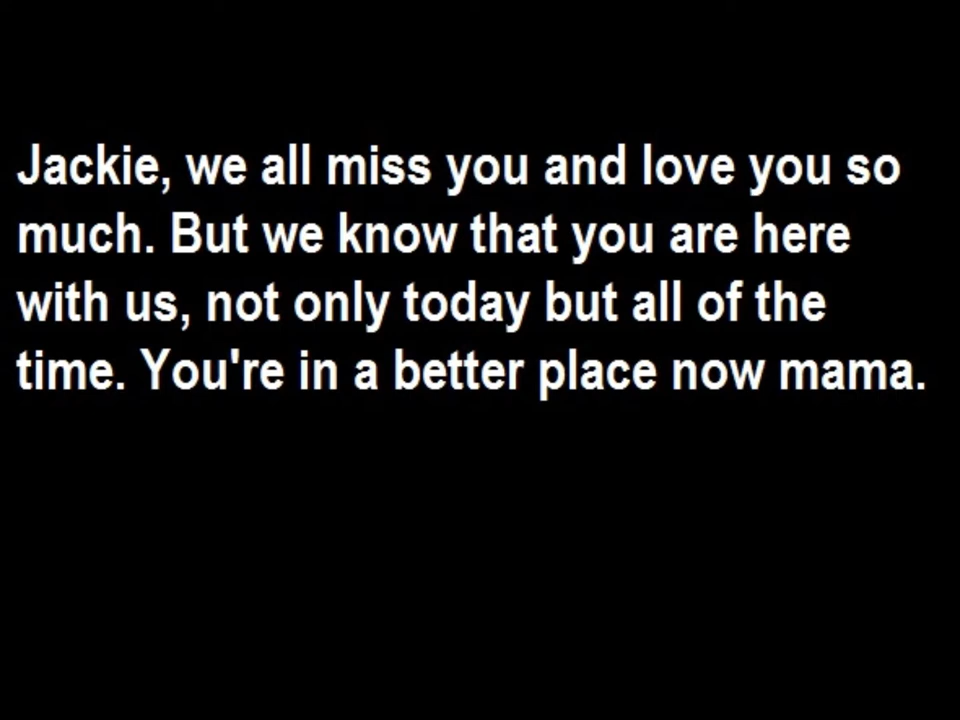 Jackie, we all miss you and love you so
much. But we know that you are here
with us, not only today but all of the
time. You're in a better place now mama.